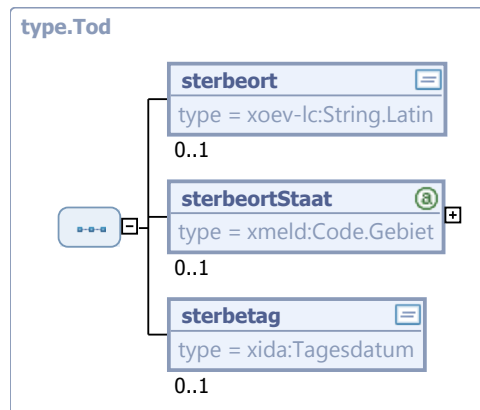 type.Tod
sterbeort
type = xoev-lc:String.Latin
0..1
sterbeortStaat
type = xmeld:Code.Gebiet
0..1
sterbetag
type = xida:Tagesdatum
0..1